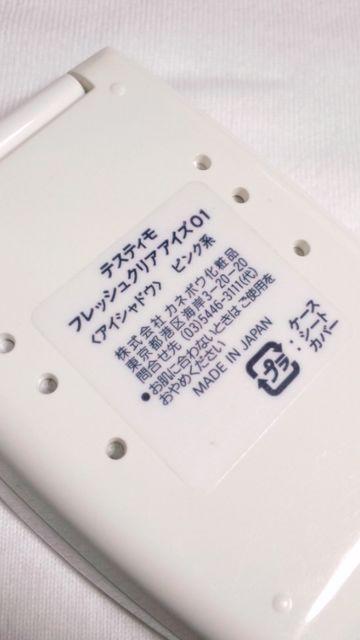 テスティモ
フレッシュクリアアイズ01
〈アイシャドウ〉 ピンク系
株式会社 カネボウ化粧品
東京都港区海岸3-20-20
問合せ先 (03)5446-3111(代)
●お肌に合わないときはご使用を
おやめください
MADE IN JAPAN
プラ
ケース
・シート
カバー